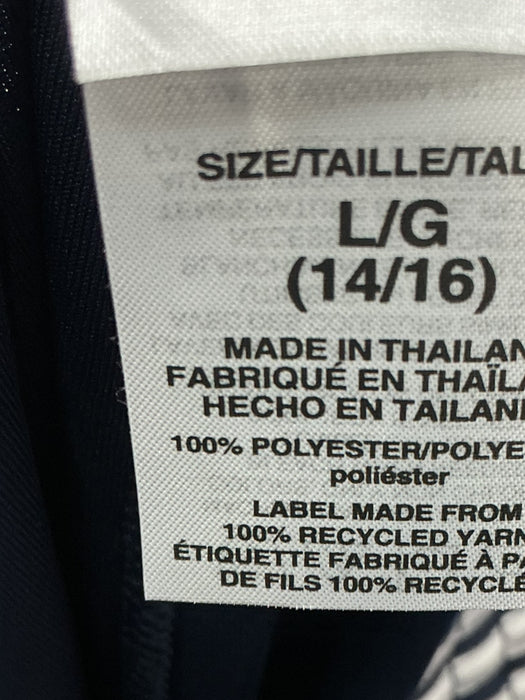 SIZE/TAILLE/TAL
L/G
(14/16)
MADE IN THAILAN
FABRIQUÉ EN THAÏLA
HECHO EN TAILAN
100% POLYESTER/POLYE
poliéster
LABEL MADE FROM
100% RECYCLED YARN
ÉTIQUETTE FABRIQUÉ À PA
DE FILS 100% RECYCLÉ